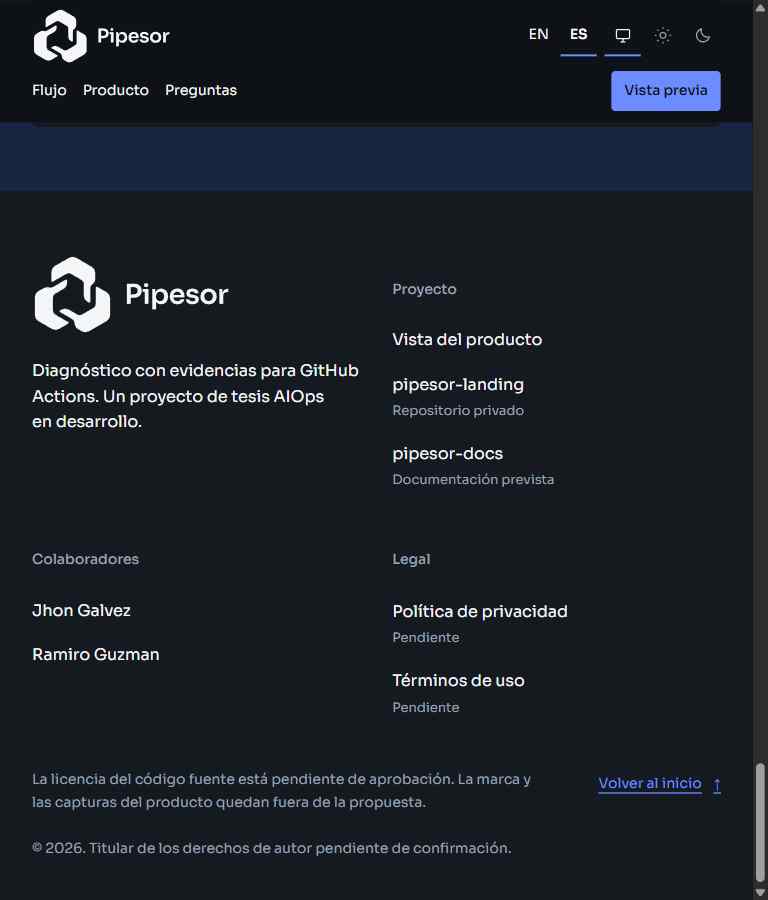 Pipesor
EN
ES
Flujo
Producto
Preguntas
Vista previa
Pipesor
Diagnóstico con evidencias para GitHub
Actions. Un proyecto de tesis AIOps
en desarrollo.
Proyecto
Vista del producto
pipesor-landing
Repositorio privado
pipesor-docs
Documentación prevista
Colaboradores
Jhon Galvez
Ramiro Guzman
Legal
Política de privacidad
Pendiente
Términos de uso
Pendiente
La licencia del código fuente está pendiente de aprobación. La marca y
las capturas del producto quedan fuera de la propuesta.
Volver al inicio ↑
© 2026. Titular de los derechos de autor pendiente de confirmación.